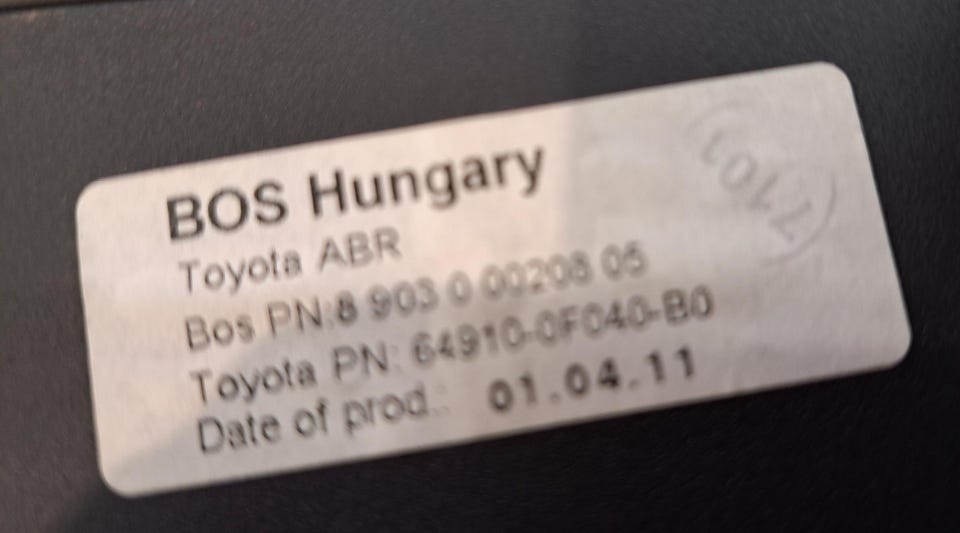 BOS Hungary
Toyota ABR
Bos PN:8 903 0 00208 05
Toyota PN: 64910-0F040-B0
Date of prod.: 01.04.11